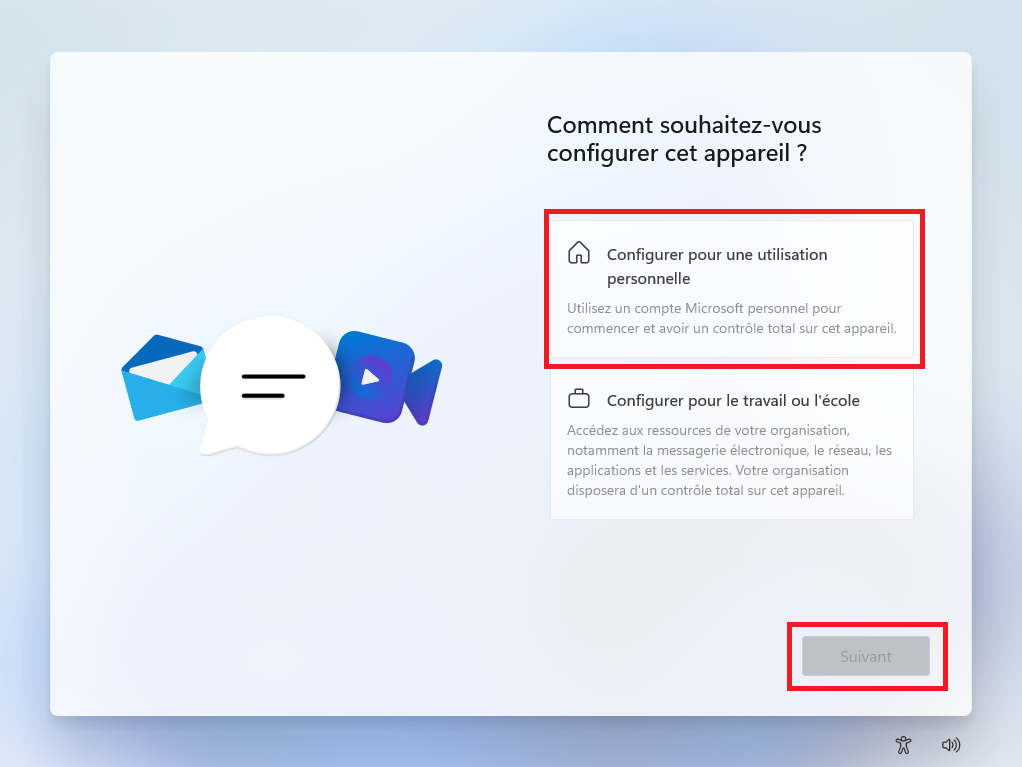 Comment souhaitez-vous
configurer cet appareil ?
Configurer pour une utilisation
personnelle
Utilisez un compte Microsoft personnel pour
commencer et avoir un contrôle total sur cet appareil.
Configurer pour le travail ou l'école
Accédez aux ressources de votre organisation,
notamment la messagerie électronique, le réseau, les
applications et les services. Votre organisation
disposera d'un contrôle total sur cet appareil.
Suivant